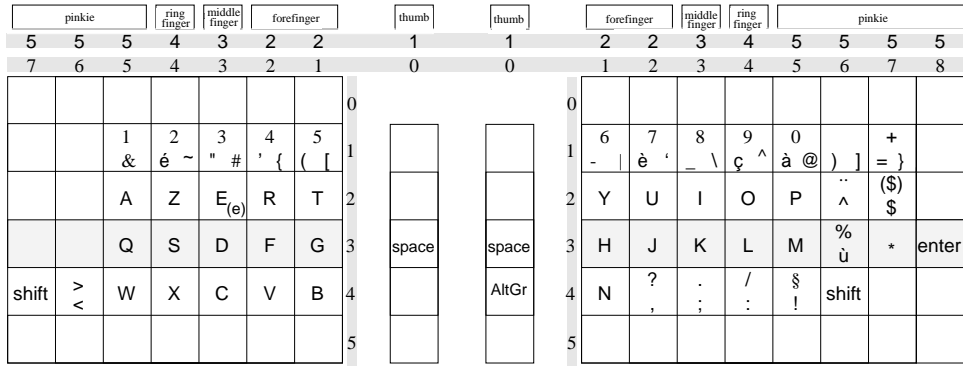 pinkie ring finger middle finger forefinger thumb thumb forefinger middle finger ring finger pinkie
5 5 5 4 3 2 2 1 1 2 2 3 4 5 5 5 5
7 6 5 4 3 2 1 0 0 1 2 3 4 5 6 7 8
0 0
1 2 3 4 5 6 7 8 9 0 +
& é ~ " # ' { ( [ 1 1 - | è ‘ _ \ ç ^ à @ ) ] = }
A Z E (e) R T 2 2 Y U I O P ¨ ^ ($) $
Q S D F G 3 space space 3 H J K L M % ù * enter
shift > < W X C V B 4 AltGr 4 N ? , . ; / : § ! shift
5 5